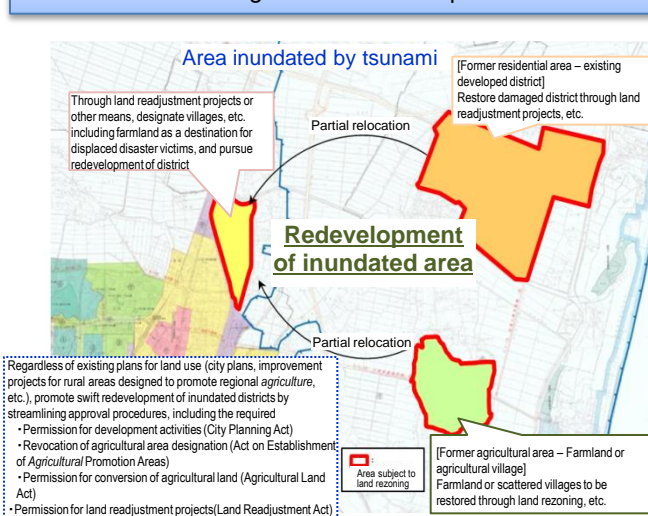 Area inundated by tsunami
[Former residential area – existing
developed district]
Restore damaged district through land
readjustment projects, etc.
Through land readjustment projects or
other means, designate villages, etc.
including farmland as a destination for
displaced disaster victims, and pursue
redevelopment of district
Partial relocation
Redevelopment
of inundated area
Partial relocation
Regardless of existing plans for land use (city plans, improvement
projects for rural areas designed to promote regional agriculture,
etc.), promote swift redevelopment of inundated districts by
streamlining approval procedures, including the required
・Permission for development activities (City Planning Act)
・Revocation of agricultural area designation (Act on Establishment
of Agricultural Promotion Areas)
・Permission for conversion of agricultural land (Agricultural Land
Act)
・Permission for land readjustment projects(Land Readjustment Act)
:
Area subject to
land rezoning
[Former agricultural area – Farmland or
agricultural village]
Farmland or scattered villages to be
restored through land rezoning, etc.